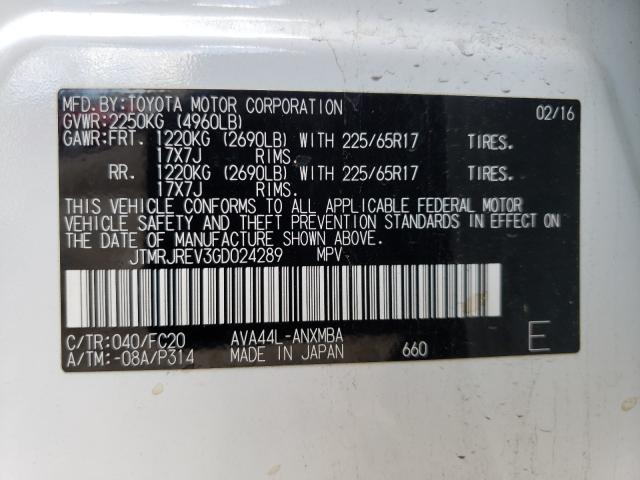 MFD.BY:TOYOTA MOTOR CORPORATION 02/16
GVWR:2250KG (4960LB)
GAWR:FRT. 1220KG (2690LB) WITH 225/65R17 TIRES.
17X7J RIMS.
RR. 1220KG (2690LB) WITH 225/65R17 TIRES.
17X7J RIMS.
THIS VEHICLE CONFORMS TO ALL APPLICABLE FEDERAL MOTOR
VEHICLE SAFETY AND THEFT PREVENTION STANDARDS IN EFFECT ON
THE DATE OF MANUFACTURE SHOWN ABOVE.
JTMRJREV3GD024289 MPV
C/TR:040/FC20 AVA44L-ANXMBA
A/TM:-08A/P314 MADE IN JAPAN 660 E